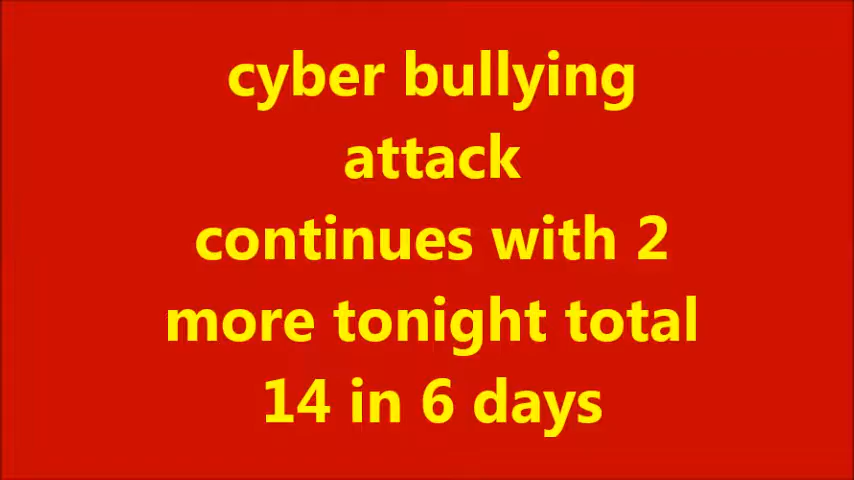 cyber bullying
attack
continues with 2
more tonight total
14 in 6 days